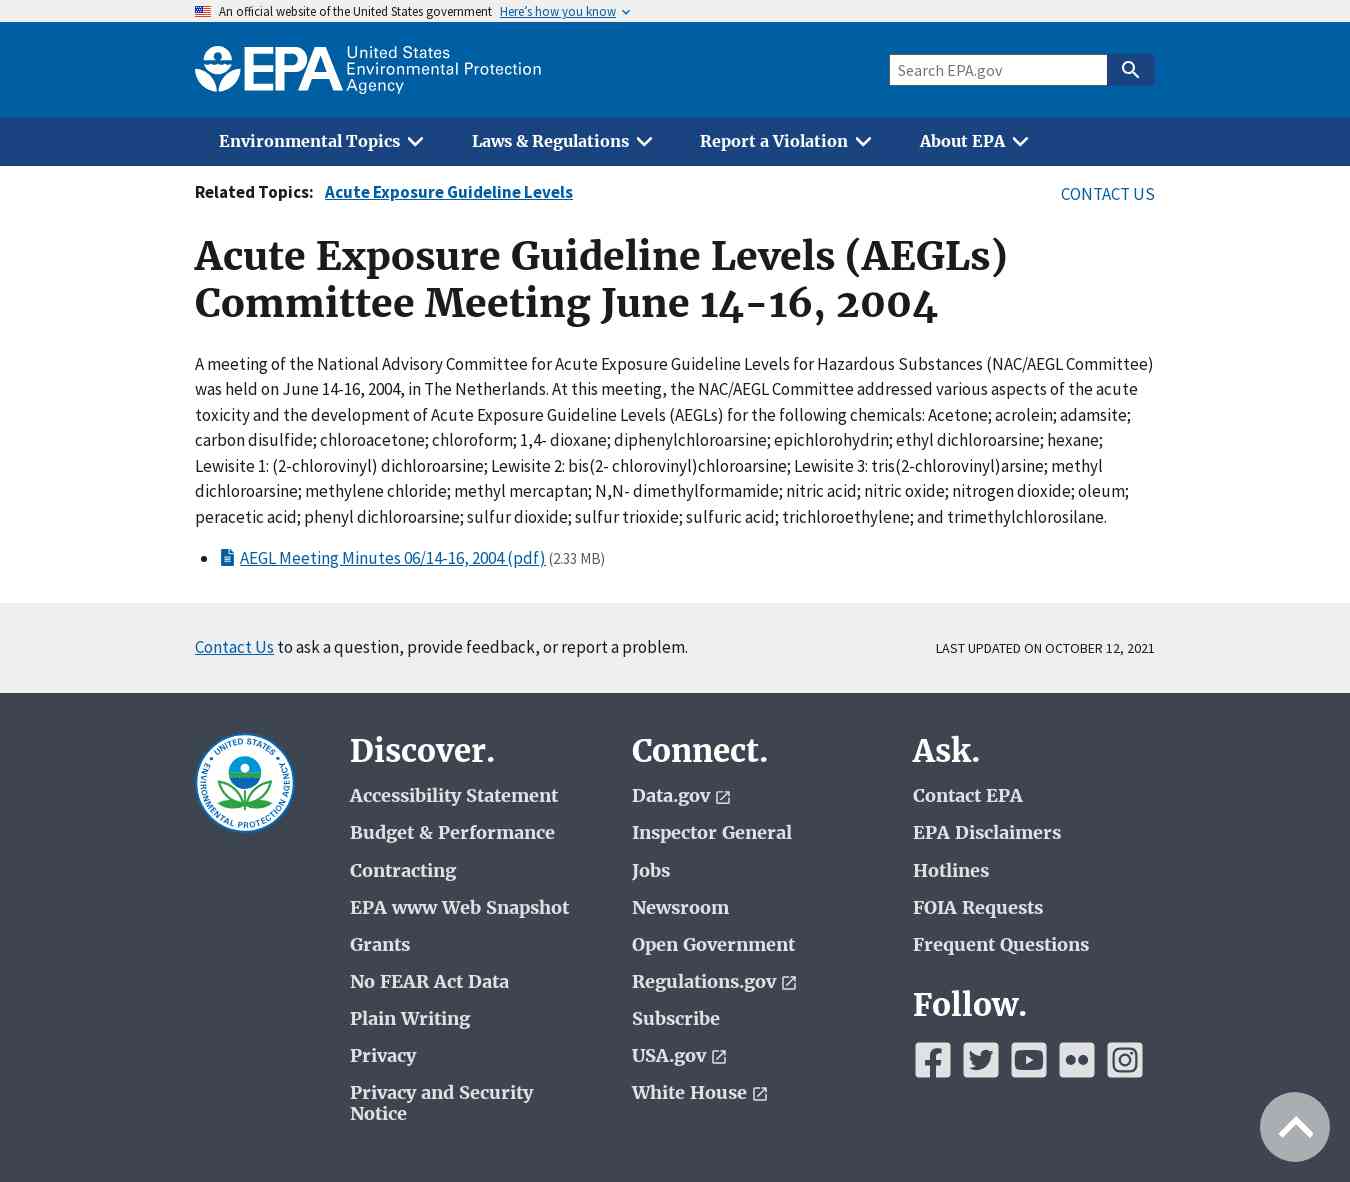 An official website of the United States government Here's how you know
EPA United States
Environmental Protection
Agency
Search EPA.gov
Environmental Topics Laws & Regulations Report a Violation About EPA
Related Topics: Acute Exposure Guideline Levels CONTACT US
Acute Exposure Guideline Levels (AEGLs)
Committee Meeting June 14-16, 2004
A meeting of the National Advisory Committee for Acute Exposure Guideline Levels for Hazardous Substances (NAC/AEGL Committee)
was held on June 14-16, 2004, in The Netherlands. At this meeting, the NAC/AEGL Committee addressed various aspects of the acute
toxicity and the development of Acute Exposure Guideline Levels (AEGLs) for the following chemicals: Acetone; acrolein; adamsite;
carbon disulfide; chloroacetone; chloroform; 1,4- dioxane; diphenylchloroarsine; epichlorohydrin; ethyl dichloroarsine; hexane;
Lewisite 1: (2-chlorovinyl) dichloroarsine; Lewisite 2: bis(2- chlorovinyl)chloroarsine; Lewisite 3: tris(2-chlorovinyl)arsine; methyl
dichloroarsine; methylene chloride; methyl mercaptan; N,N- dimethylformamide; nitric acid; nitric oxide; nitrogen dioxide; oleum;
peracetic acid; phenyl dichloroarsine; sulfur dioxide; sulfur trioxide; sulfuric acid; trichloroethylene; and trimethylchlorosilane.
AEGL Meeting Minutes 06/14-16, 2004 (pdf) (2.33 MB)
Contact Us to ask a question, provide feedback, or report a problem. LAST UPDATED ON OCTOBER 12, 2021
UNITED STATES
ENVIRONMENTAL PROTECTION AGENCY
Discover.
Accessibility Statement
Budget & Performance
Contracting
EPA www Web Snapshot
Grants
No FEAR Act Data
Plain Writing
Privacy
Privacy and Security
Notice
Connect.
Data.gov
Inspector General
Jobs
Newsroom
Open Government
Regulations.gov
Subscribe
USA.gov
White House
Ask.
Contact EPA
EPA Disclaimers
Hotlines
FOIA Requests
Frequent Questions
Follow.